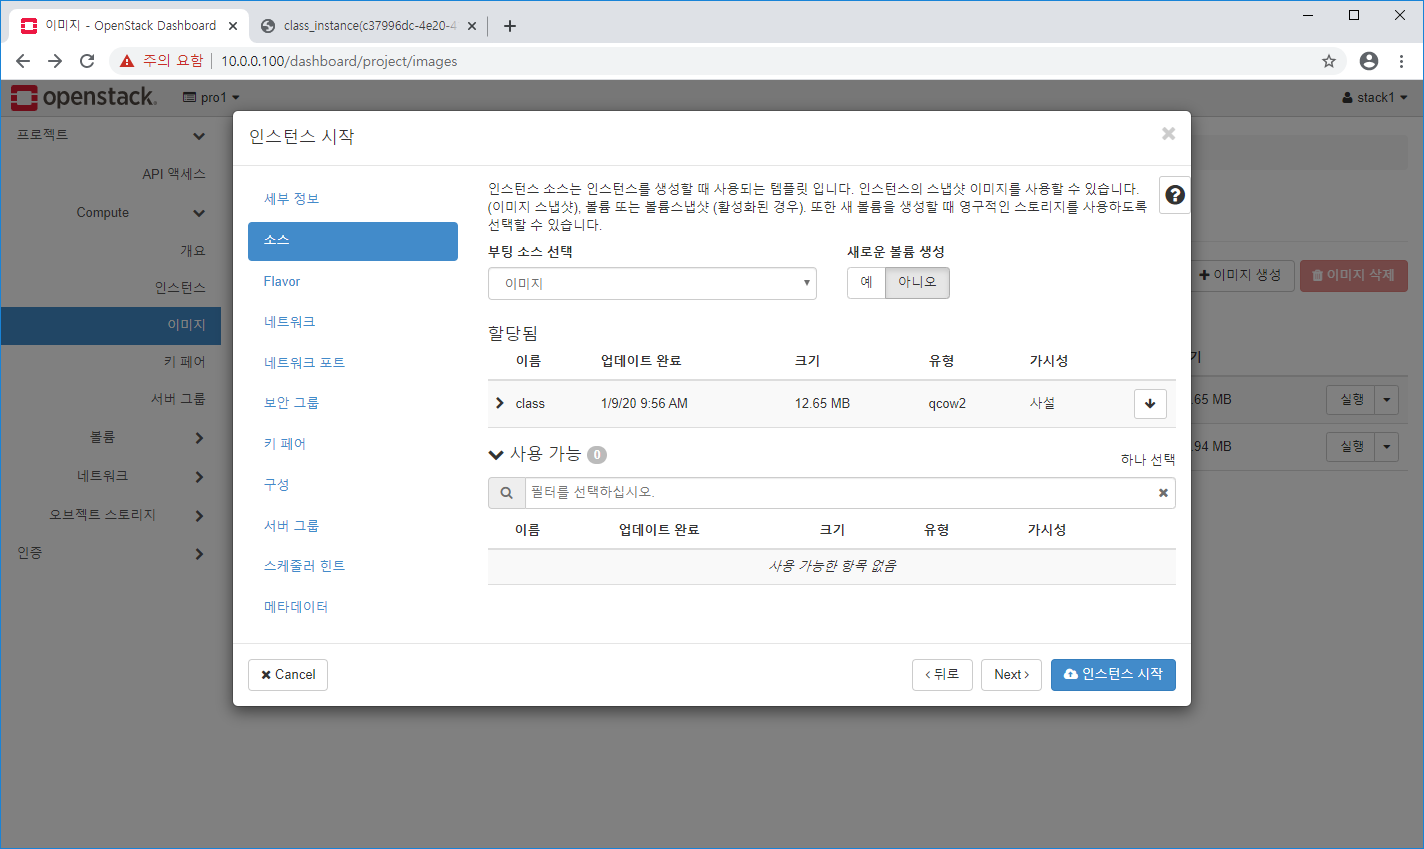 이미지 - OpenStack Dashboard
class_instance(c37996dc-4e20-4
주의 요함
10.0.0.100/dashboard/project/images
openstack.
pro1
stack1
프로젝트
API 액세스
Compute
개요
인스턴스
이미지
키 페어
서버 그룹
볼륨
네트워크
오브젝트 스토리지
인증
인스턴스 시작
세부 정보
소스
Flavor
네트워크
네트워크 포트
보안 그룹
키 페어
구성
서버 그룹
스케줄러 힌트
메타데이터
인스턴스 소스는 인스턴스를 생성할 때 사용되는 템플릿 입니다. 인스턴스의 스냅샷 이미지를 사용할 수 있습니다.
(이미지 스냅샷), 볼륨 또는 볼륨스냅샷 (활성화된 경우). 또한 새 볼륨을 생성할 때 영구적인 스토리지를 사용하도록
선택할 수 있습니다.
부팅 소스 선택 새로운 볼륨 생성
이미지 예 아니오
할당됨
이름 업데이트 완료 크기 유형 가시성
class 1/9/20 9:56 AM 12.65 MB qcow2 사설
사용 가능 0 하나 선택
필터를 선택하십시오.
이름 업데이트 완료 크기 유형 가시성
사용 가능한 항목 없음
Cancel 뒤로 Next 인스턴스 시작
이미지 생성 이미지 삭제
기
.65 MB 실행
.94 MB 실행